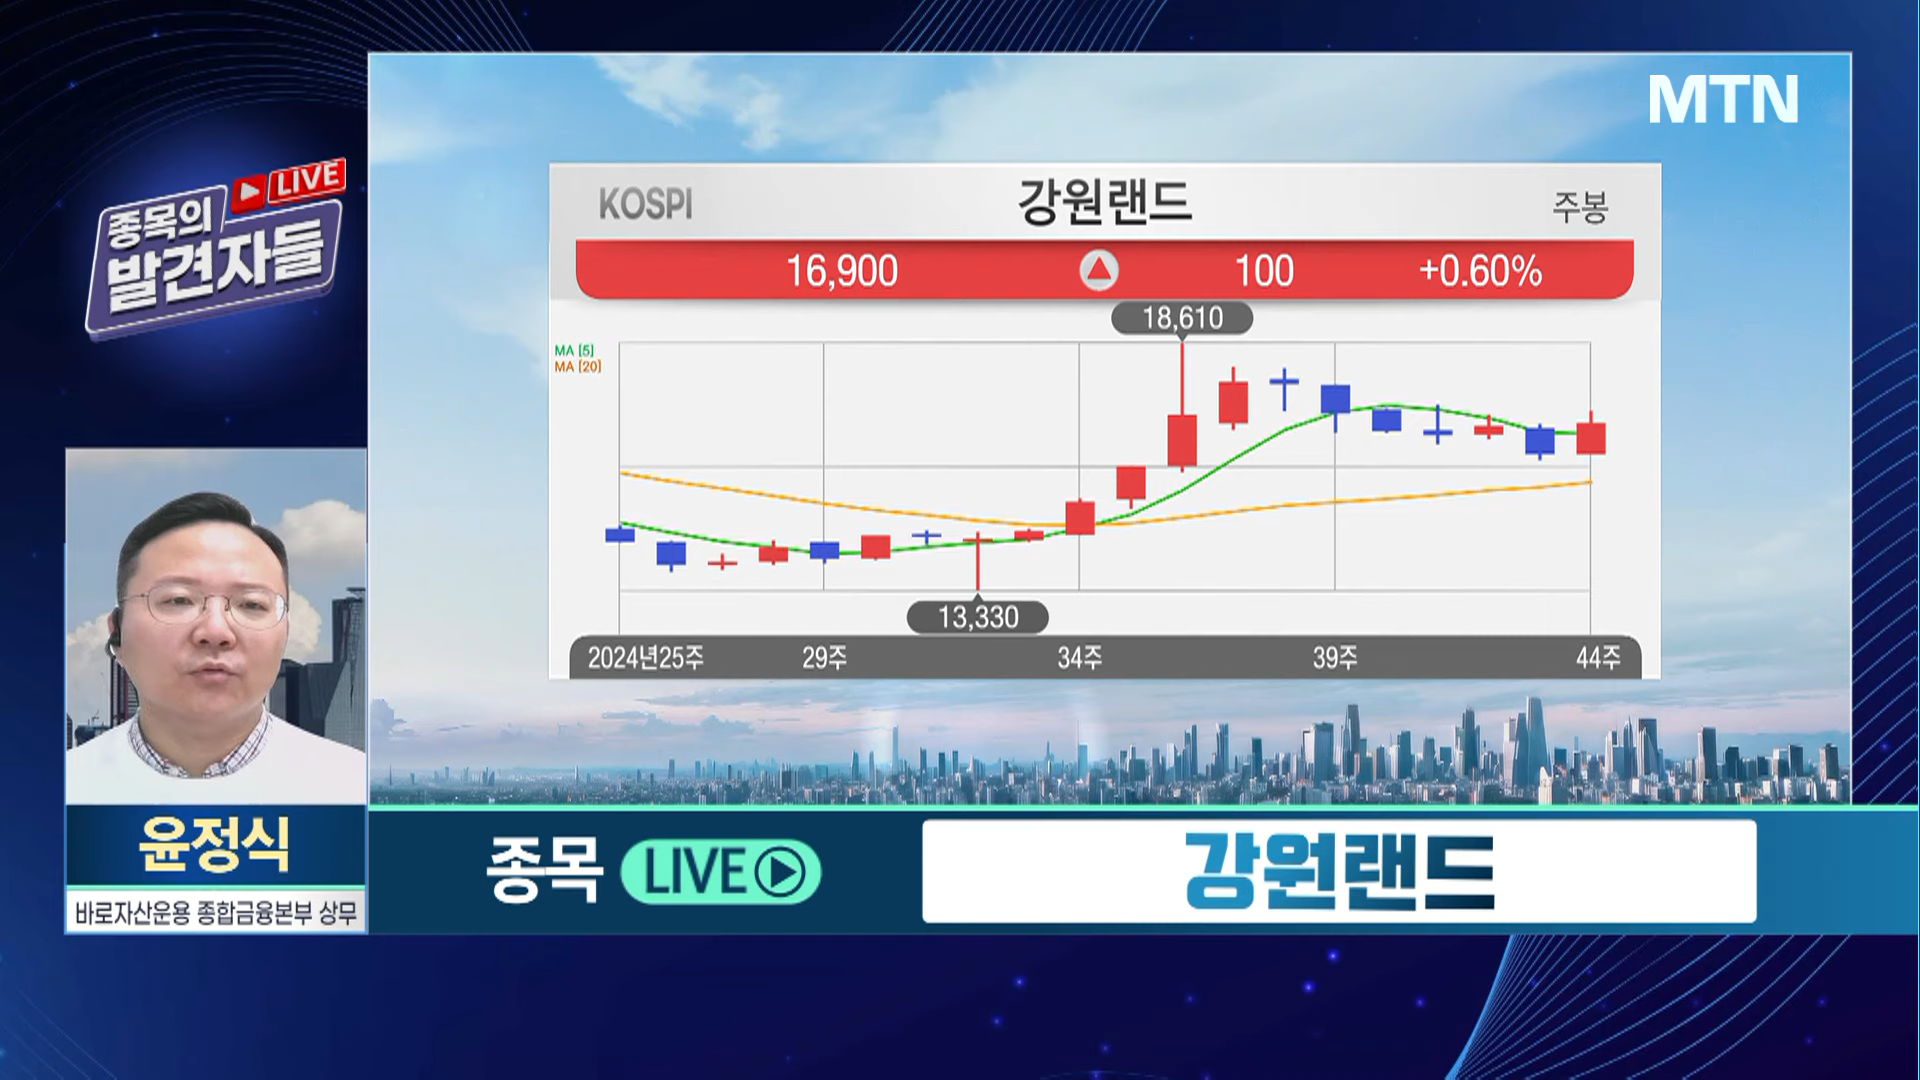 MTN
LIVE
종목의
발견자들
KOSPI
강원랜드
주봉
16,900
100
+0.60%
18,610
MA [5]
MA [20]
13,330
2024년25주
29주
34주
39주
44주
윤정식
바로자산운용 종합금융본부 상무
종목 LIVE
강원랜드